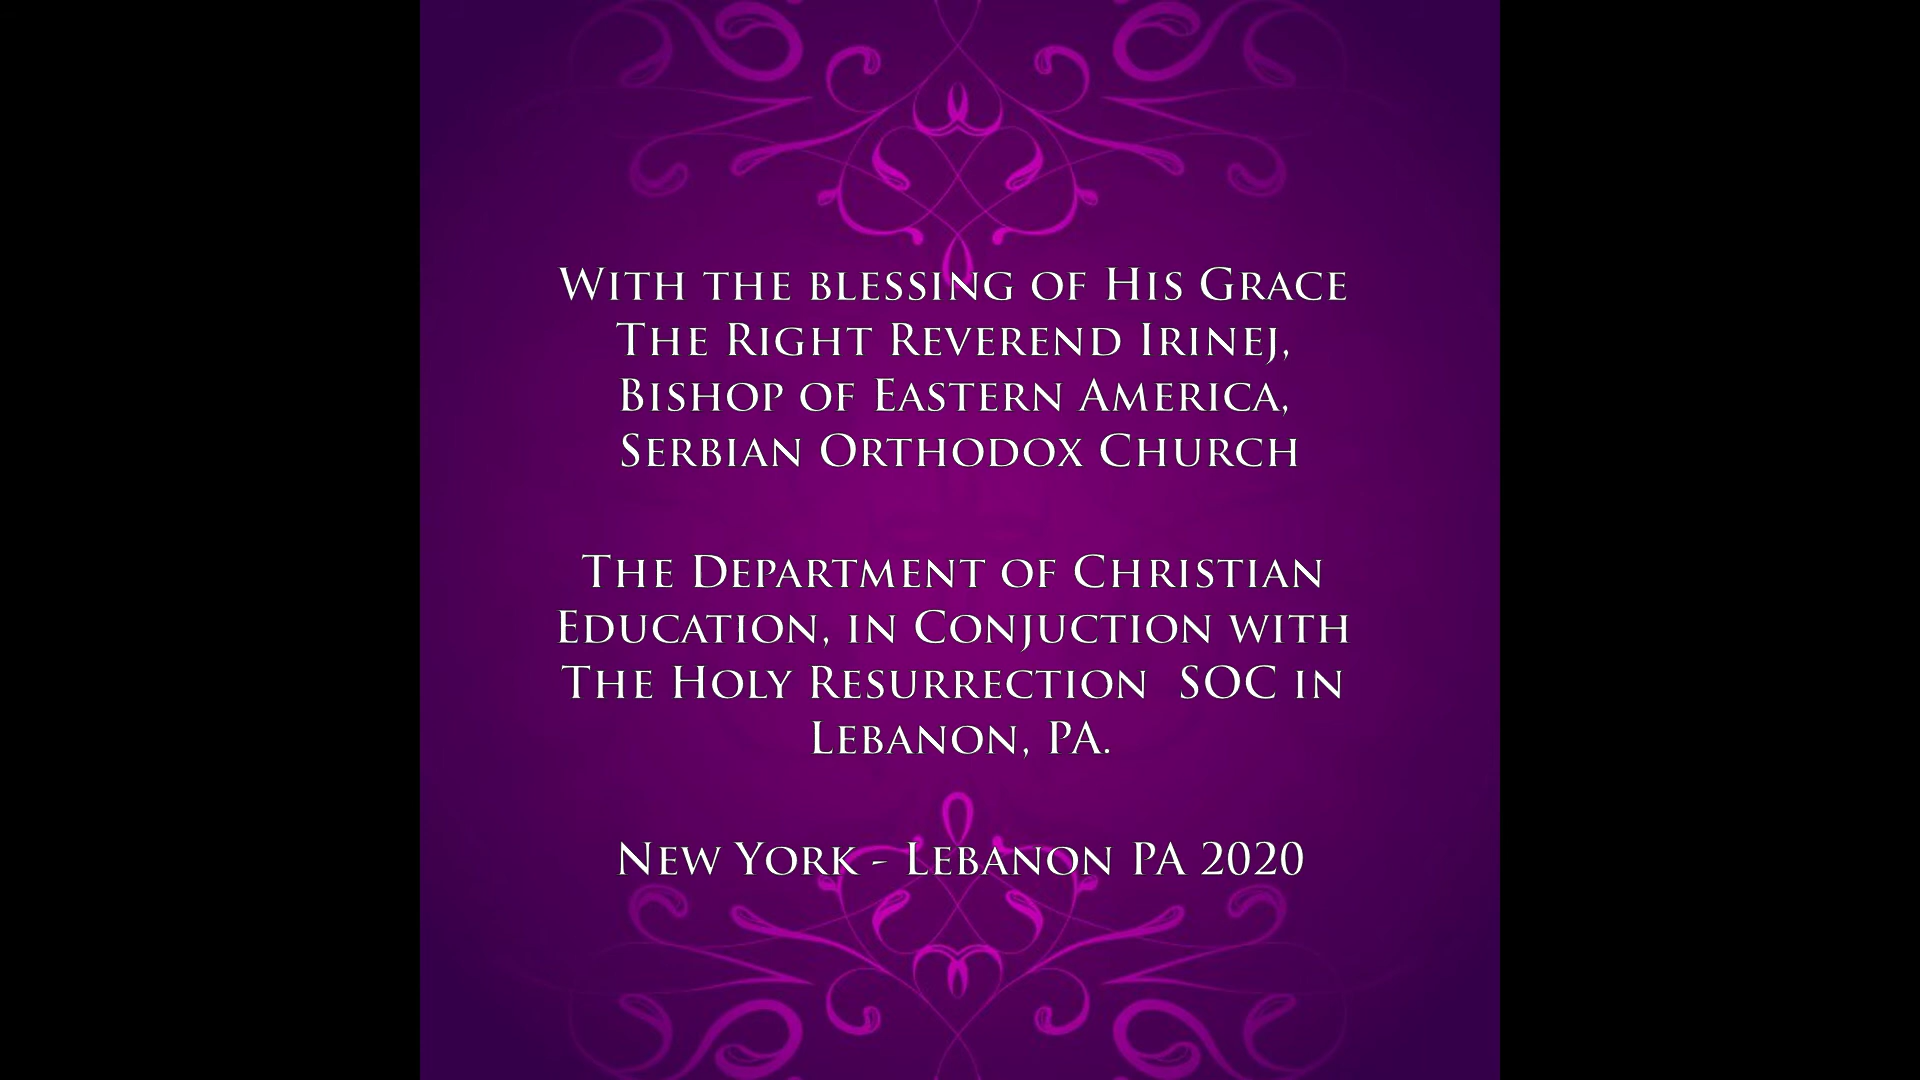 With the blessing of His Grace
The Right Reverend Irinej,
Bishop of Eastern America,
Serbian Orthodox Church
The Department of Christian
Education, in Conjuction with
The Holy Resurrection SOC in
Lebanon, PA.
New York - Lebanon PA 2020